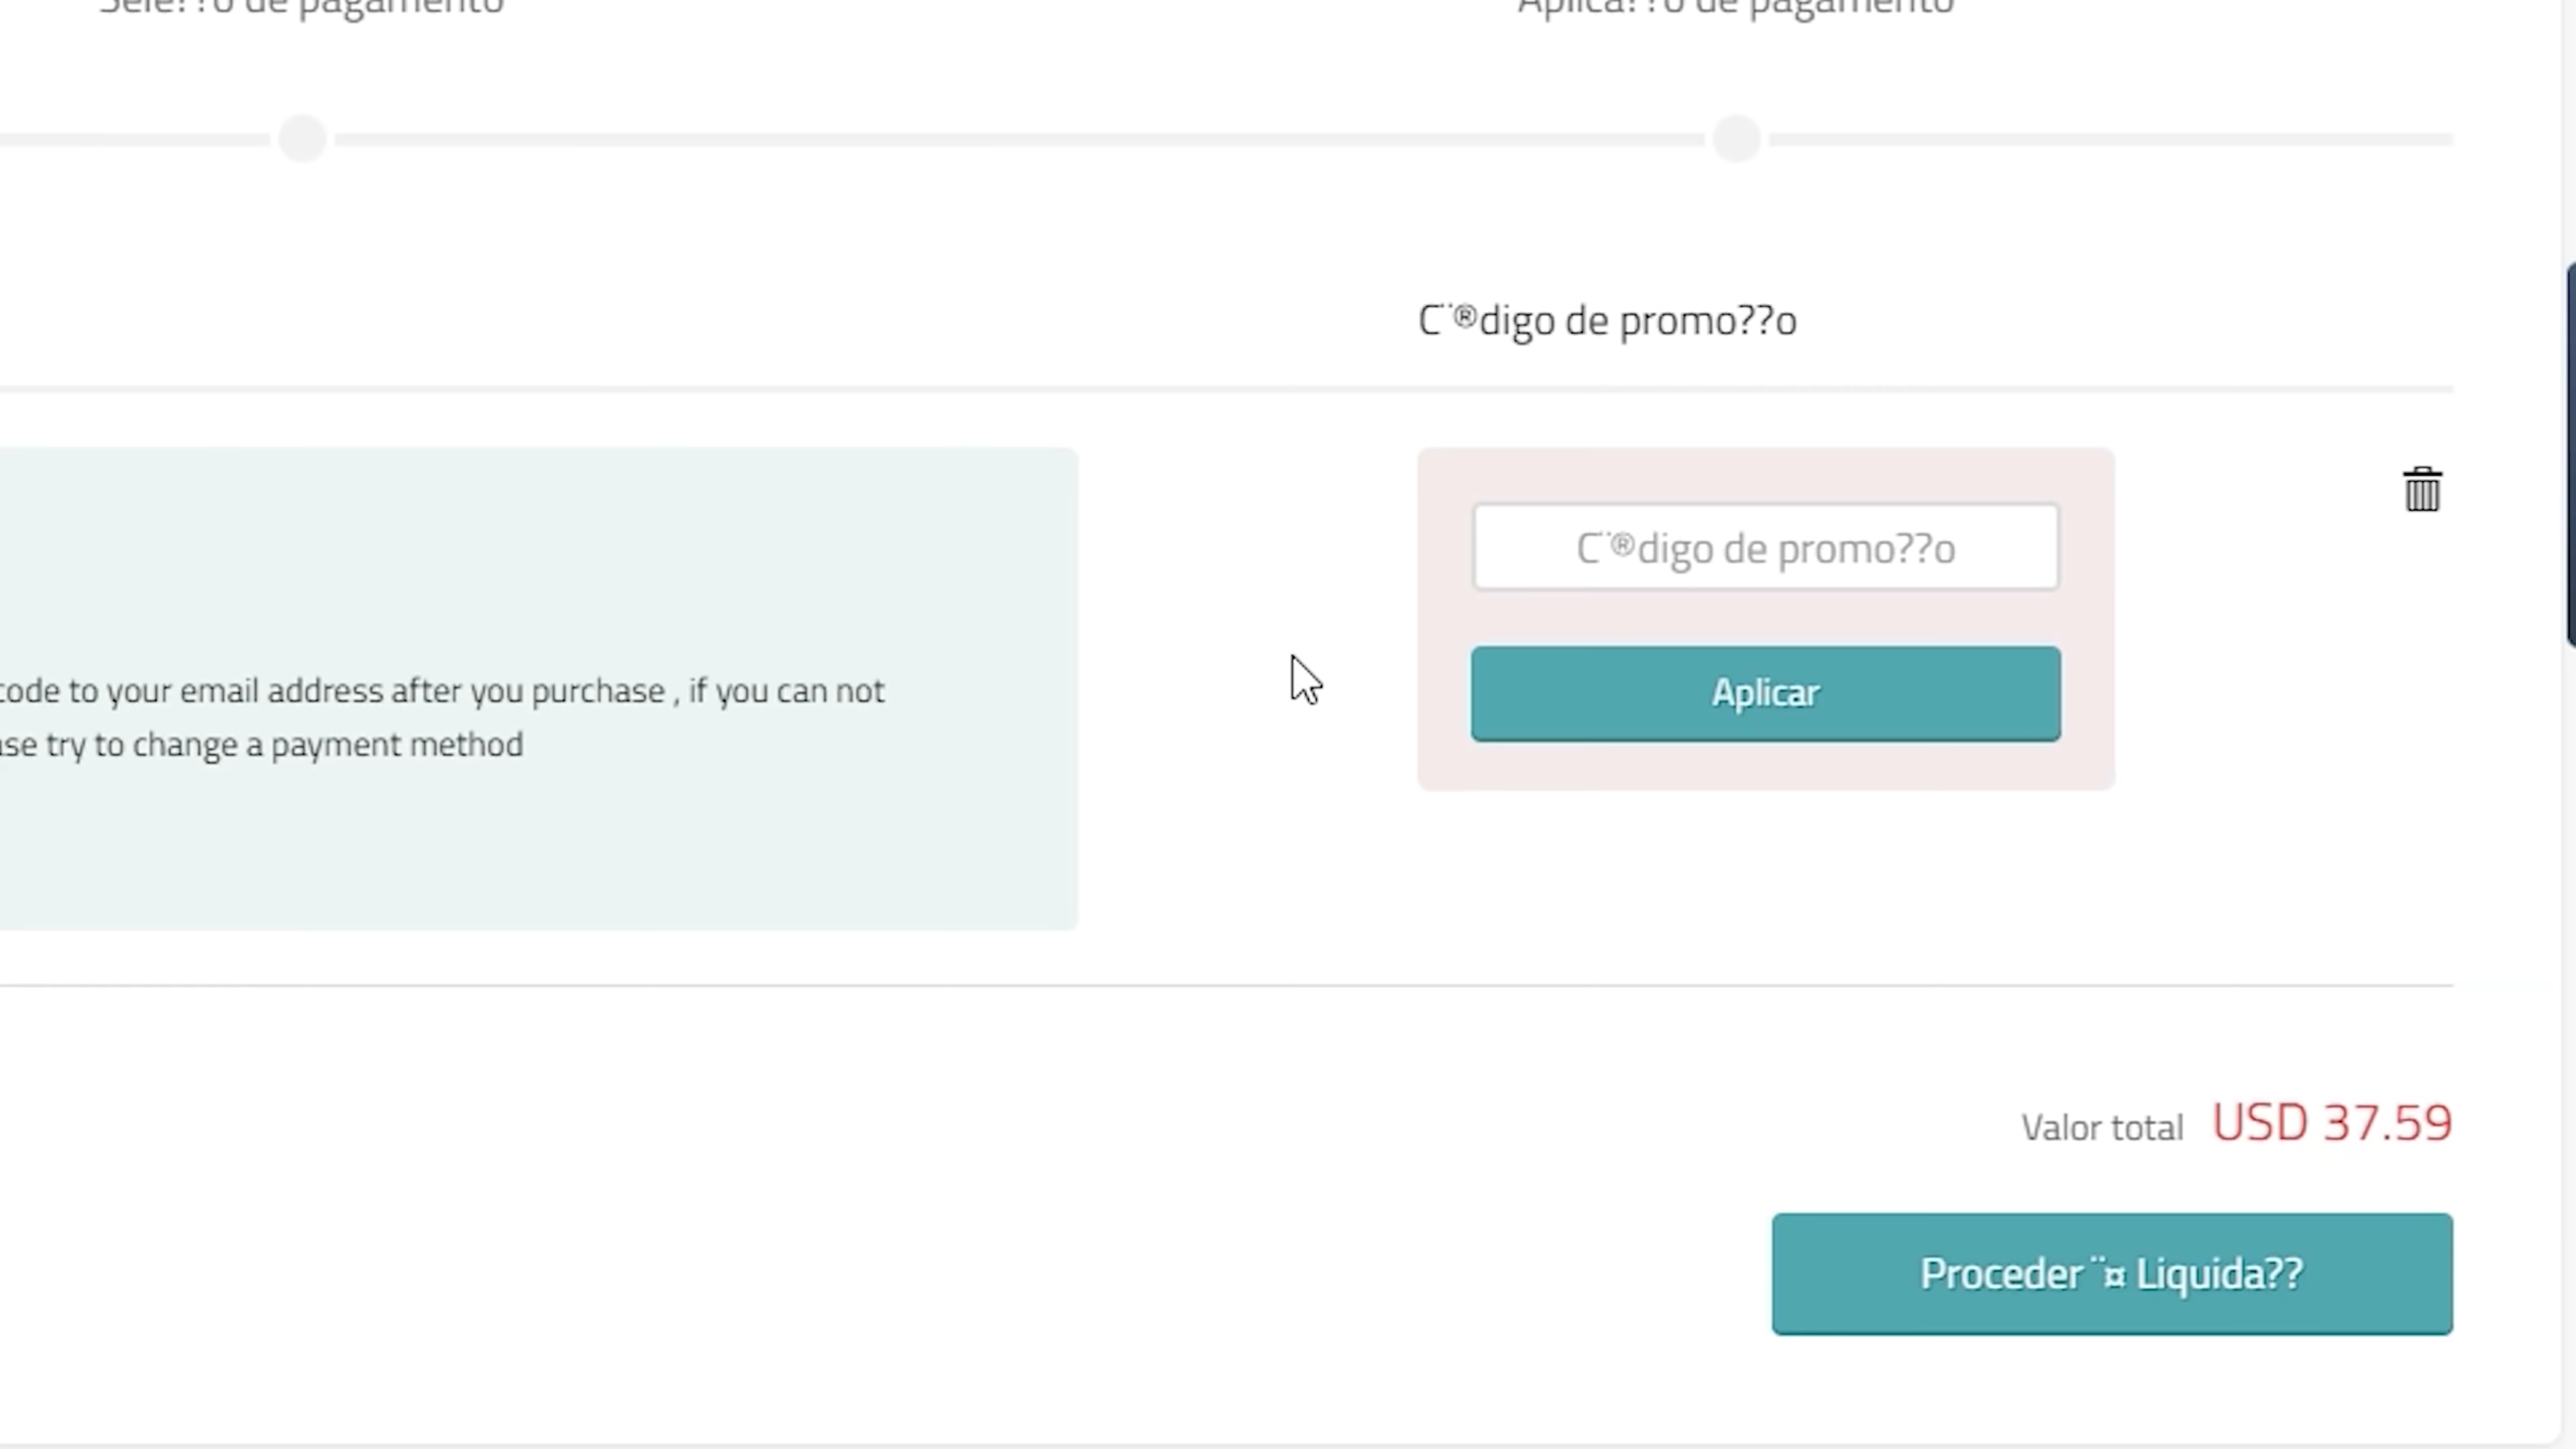 Sele??o de pagamento
Aplica??o de pagamento
C¨®digo de promo??o
C¨®digo de promo??o
Aplicar
code to your email address after you purchase , if you can not
try to change a payment method
Valor total USD 37.59
Proceder ¨¤ Liquida??